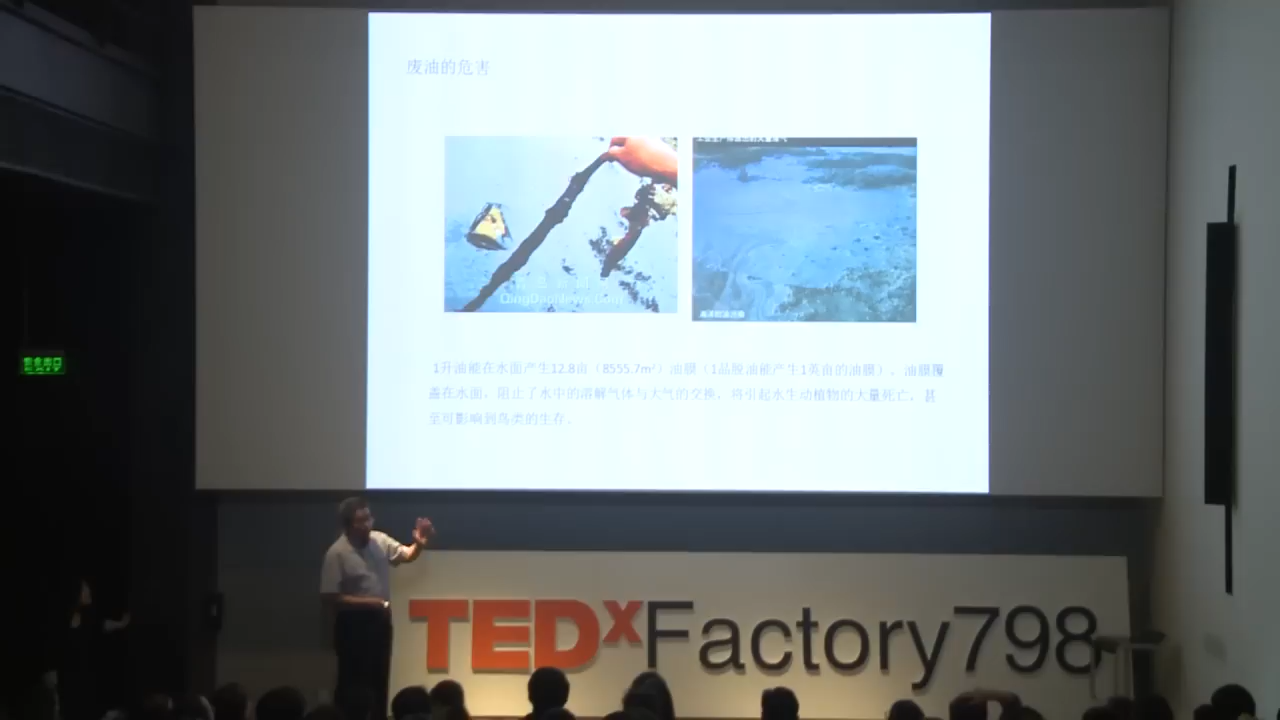 废油的危害
QingDaoNews.Com
1升油能在水面产生12.8亩（8555.7m²）油膜（1品脱油能产生1英亩的油膜）。油膜覆
盖在水面，阻止了水中的溶解气体与大气的交换，将引起水生动植物的大量死亡，甚
至可影响到鸟类的生存。
安全出口
TEDxFactory798